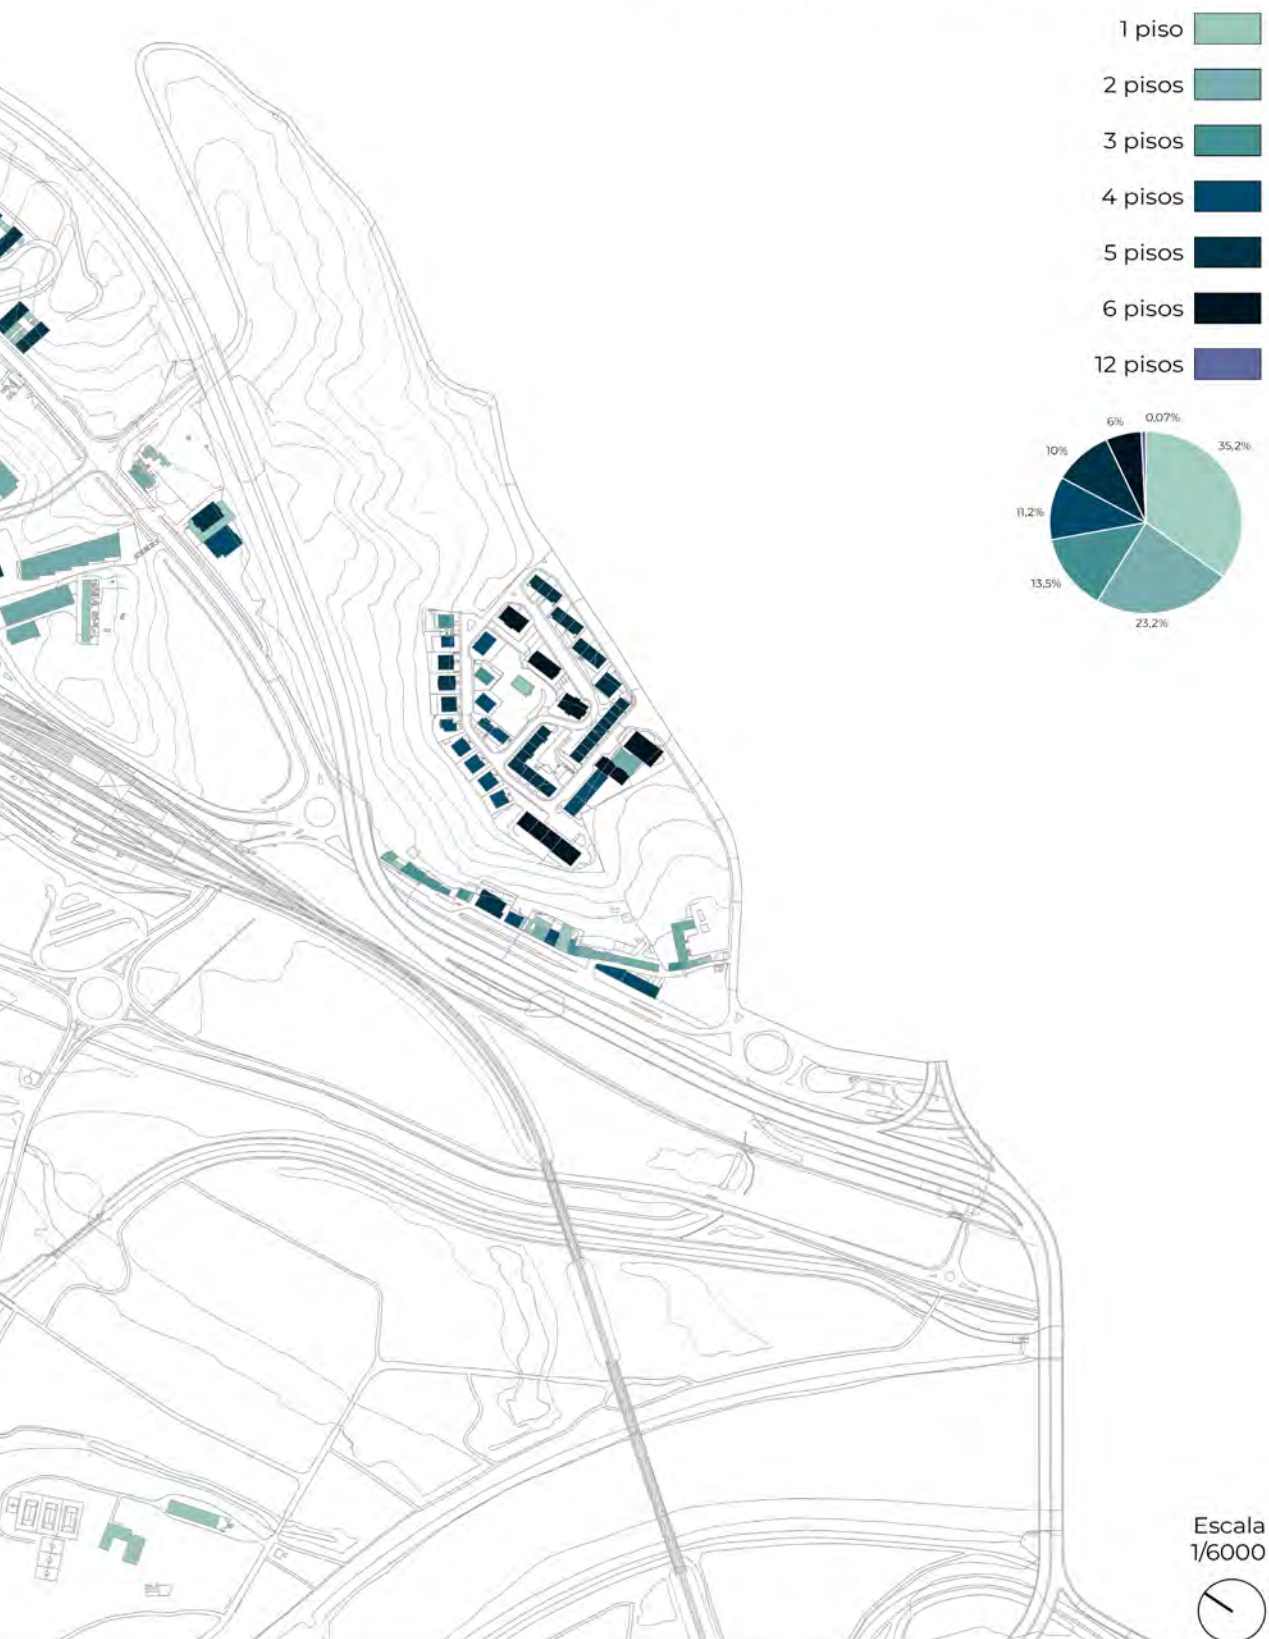 1 piso
2 pisos
3 pisos
4 pisos
5 pisos
6 pisos
12 pisos
6%
0,07%
10%
35,2%
11,2%
13,5%
23,2%
Escala
1/6000